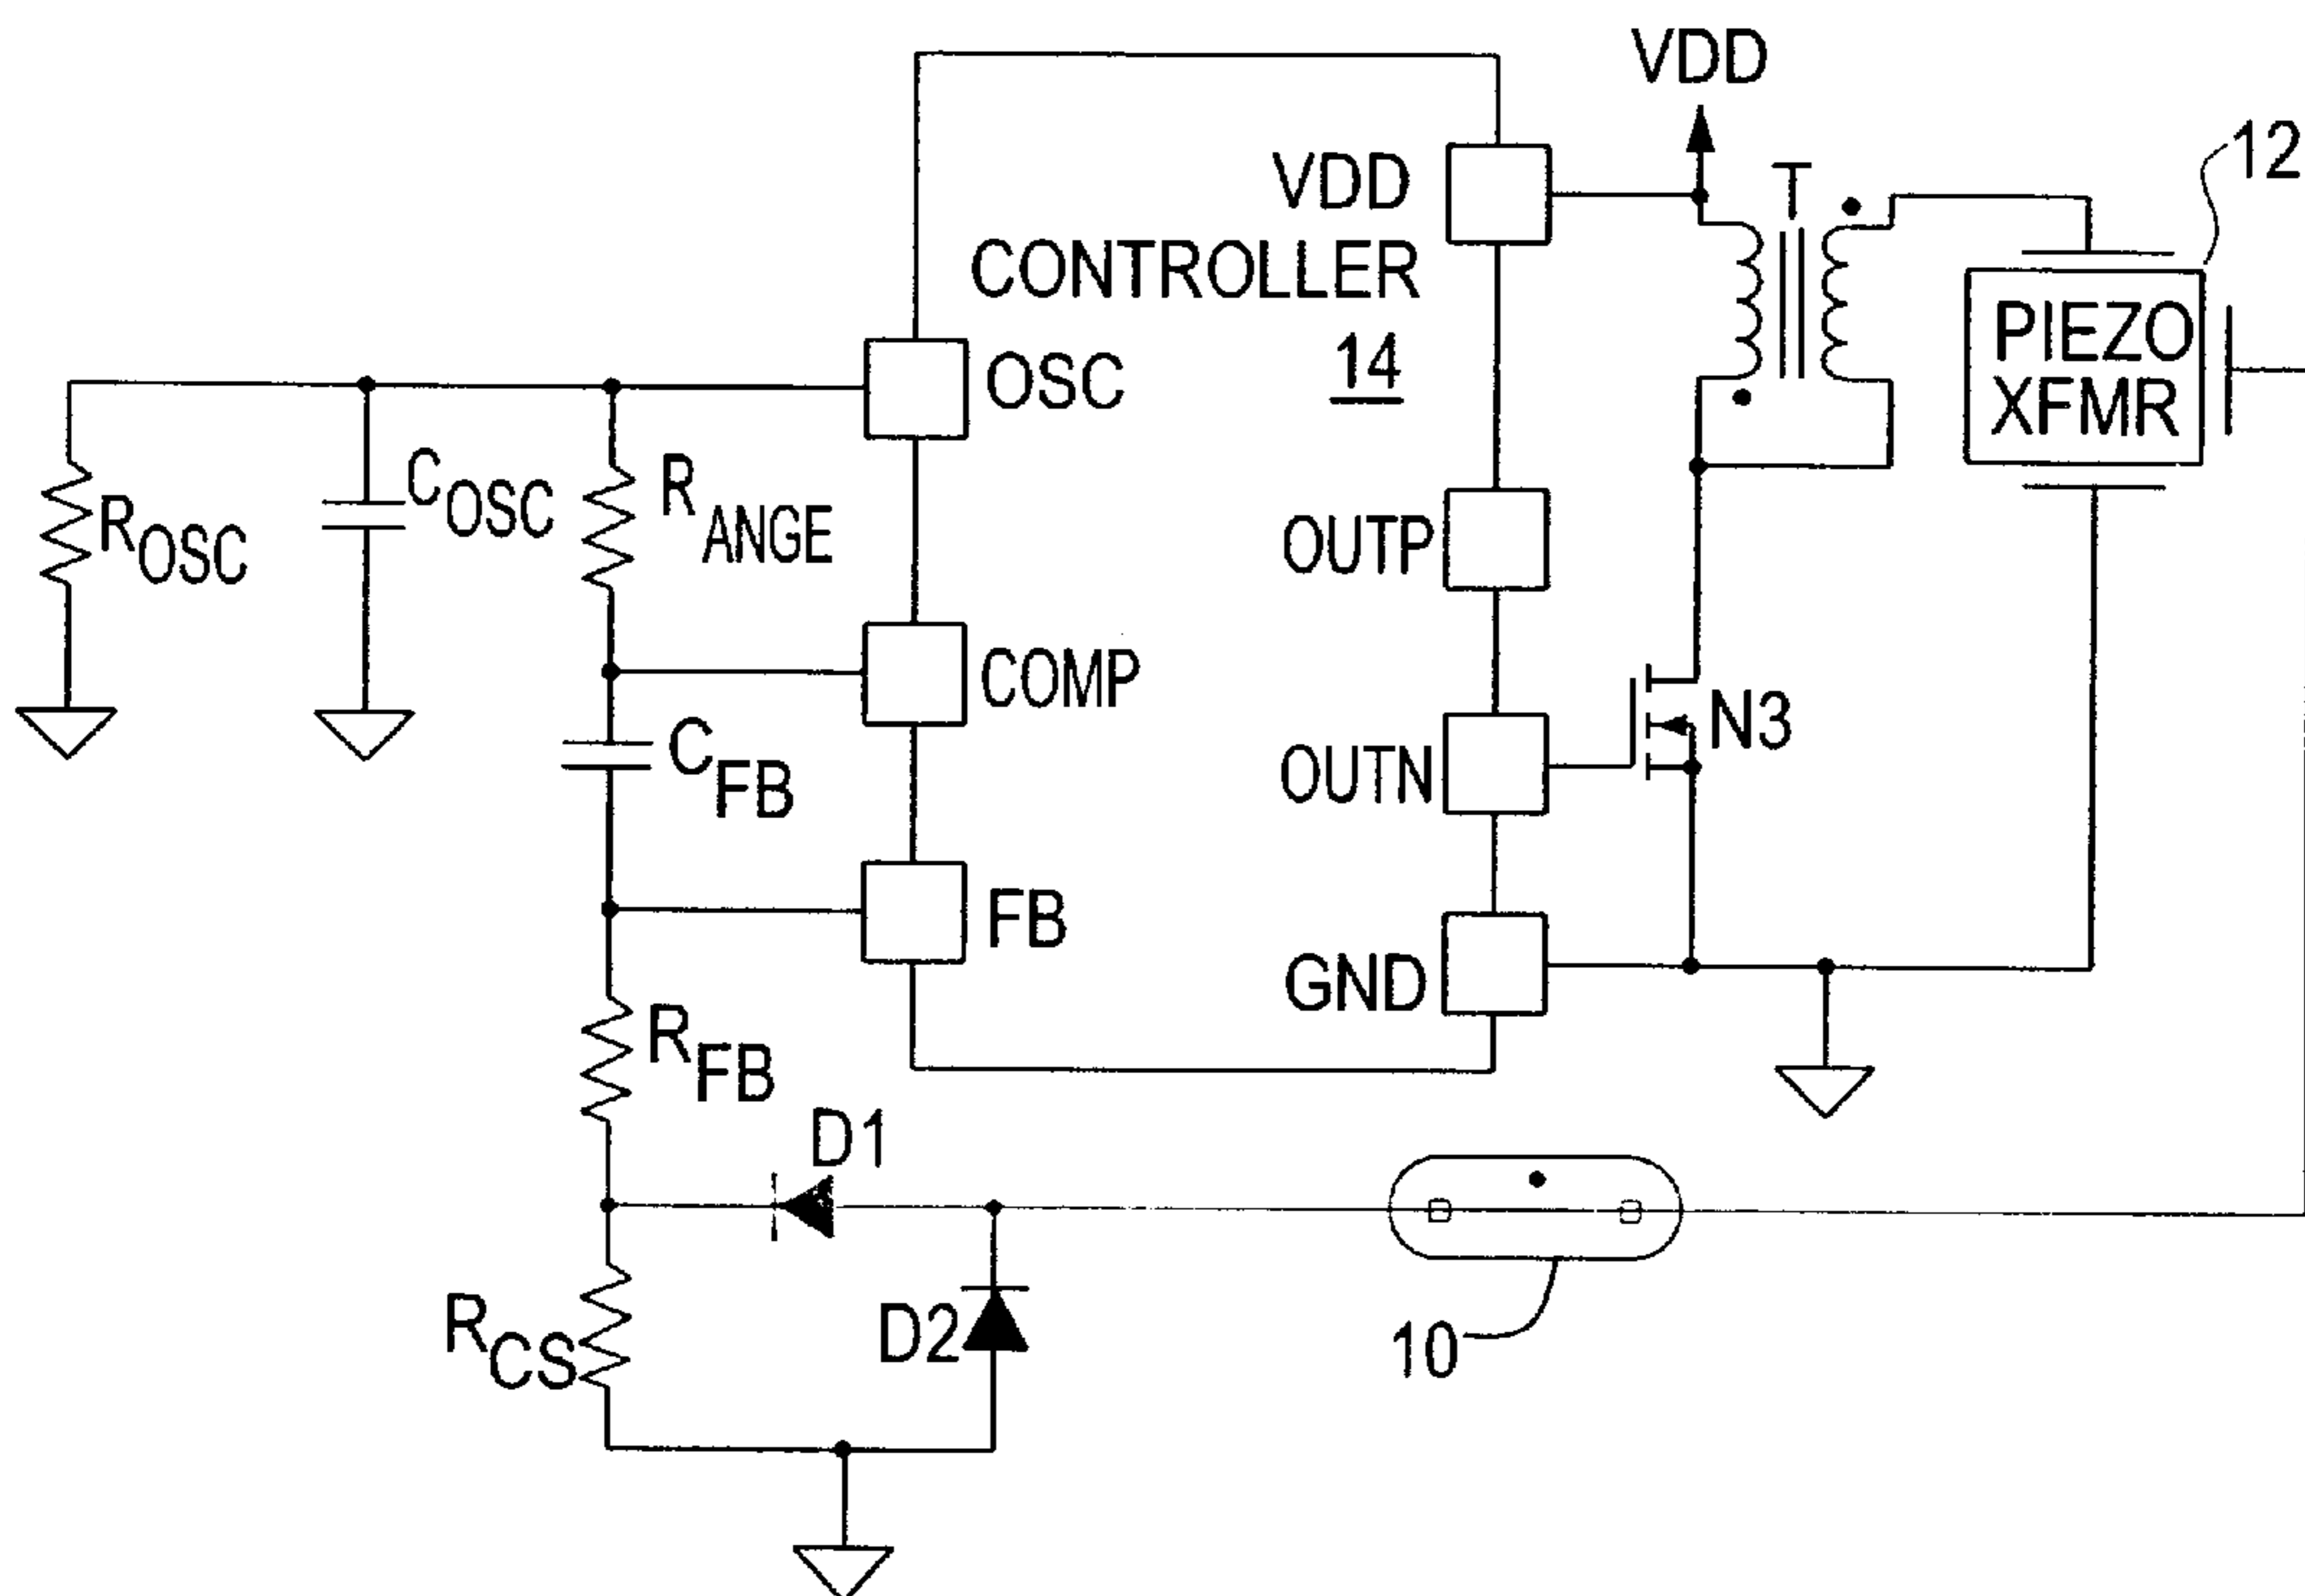 VDD
12
T
VDD
CONTROLLER
14
PIEZO
XFMR
OSC
ROSC
COSC
RANGE
OUTP
COMP
N3
CFB
OUTN
FB
GND
RFB
D1
RCS
D2
10